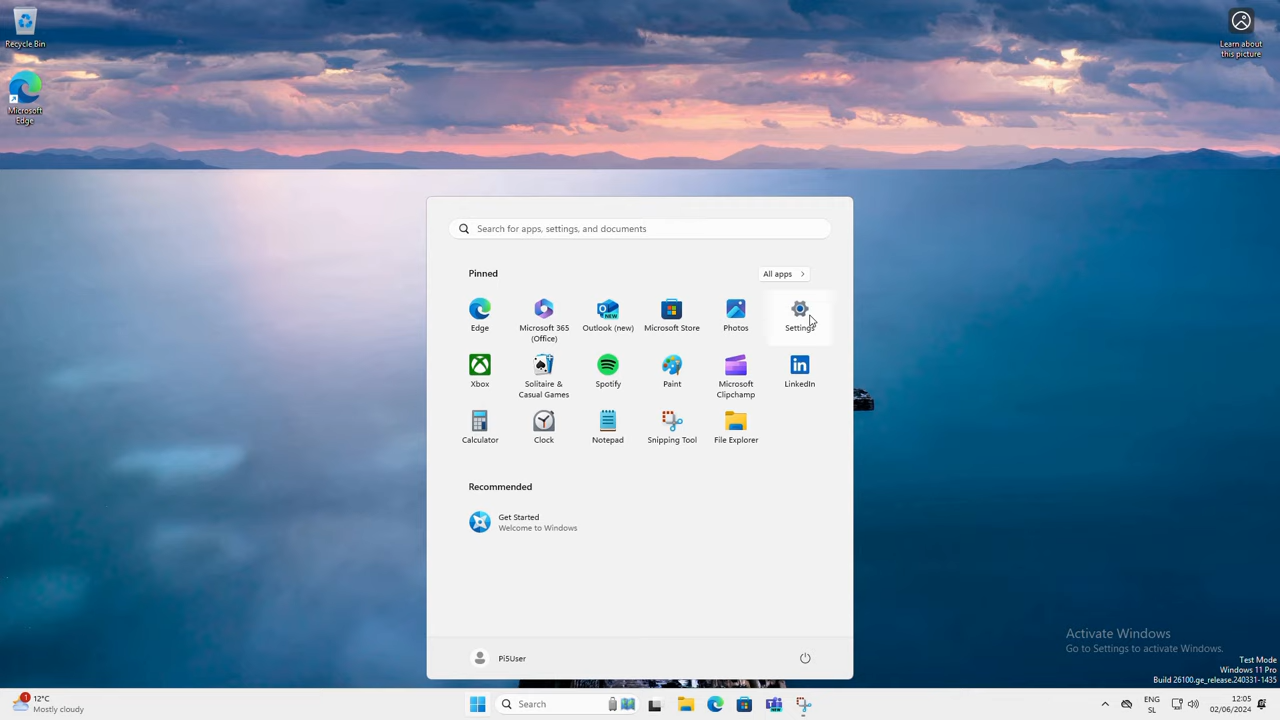 Recycle Bin
Learn about
this picture
Microsoft
Edge
Search for apps, settings, and documents
Pinned
All apps
Edge
Microsoft 365
(Office)
Outlook (new)
Microsoft Store
Photos
Settings
Xbox
Solitaire &
Casual Games
Spotify
Paint
Microsoft
Clipchamp
LinkedIn
Calculator
Clock
Notepad
Snipping Tool
File Explorer
Recommended
Get Started
Welcome to Windows
Pi5User
Activate Windows
Go to Settings to activate Windows.
Test Mode
Windows 11 Pro
Build 26100.ge_release.240331-1435
1
12°C
Mostly cloudy
Search
NEW
ENG
SL
12:05
02/06/2024